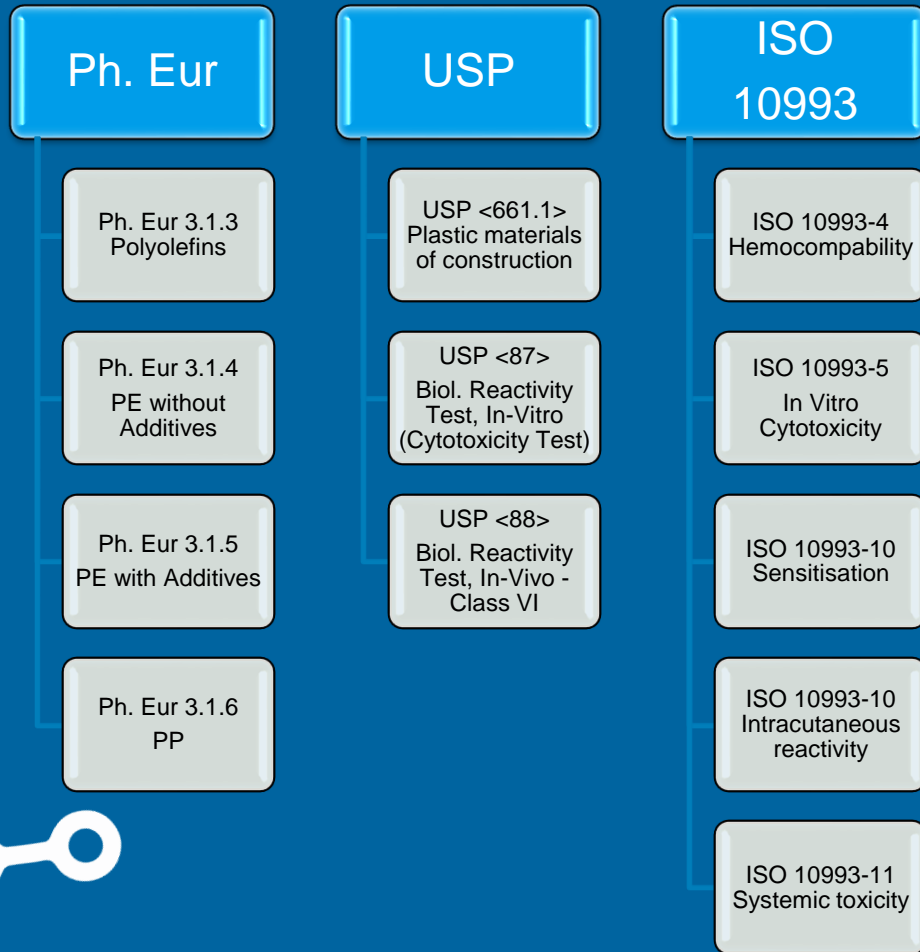 Ph. Eur
Ph. Eur 3.1.3
Polyolefins
Ph. Eur 3.1.4
PE without
Additives
Ph. Eur 3.1.5
PE with Additives
Ph. Eur 3.1.6
PP
USP
USP <661.1>
Plastic materials
of construction
USP <87>
Biol. Reactivity
Test, In-Vitro
(Cytotoxicity Test)
USP <88>
Biol. Reactivity
Test, In-Vivo -
Class VI
ISO
10993
ISO 10993-4
Hemocompability
ISO 10993-5
In Vitro
Cytotoxicity
ISO 10993-10
Sensitisation
ISO 10993-10
Intracutaneous
reactivity
ISO 10993-11
Systemic toxicity